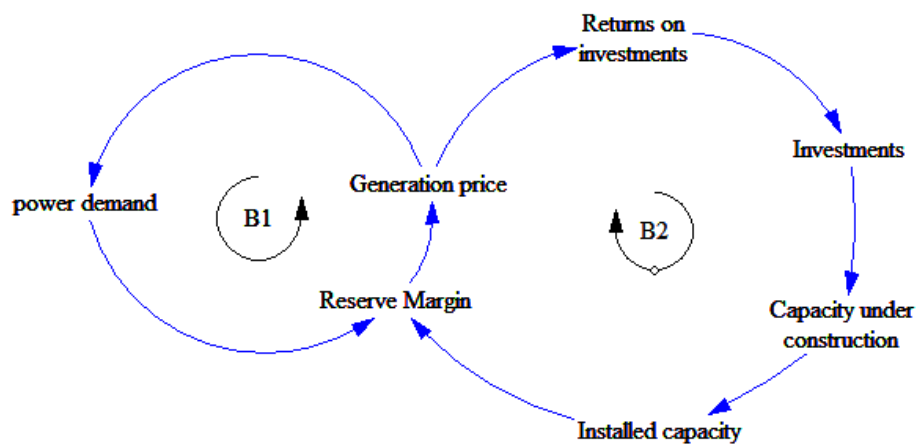 Returns on
investments
Investments
Generation price
power demand
B1
B2
Reserve Margin
Capacity under
construction
Installed capacity